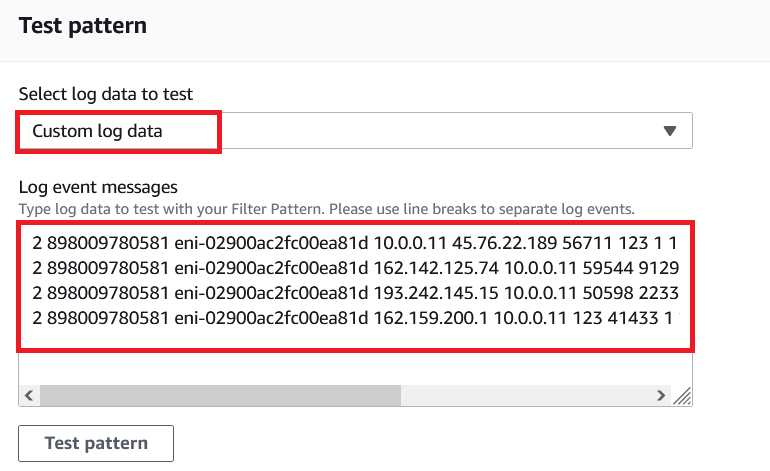 Test pattern
Select log data to test
Custom log data
Log event messages
Type log data to test with your Filter Pattern. Please use line breaks to separate log events.
2 898009780581 eni-02900ac2fc00ea81d 10.0.0.11 45.76.22.189 56711 123 1 1
2 898009780581 eni-02900ac2fc00ea81d 162.142.125.74 10.0.0.11 59544 9129
2 898009780581 eni-02900ac2fc00ea81d 193.242.145.15 10.0.0.11 50598 2233
2 898009780581 eni-02900ac2fc00ea81d 162.159.200.1 10.0.0.11 123 41433 1
Test pattern